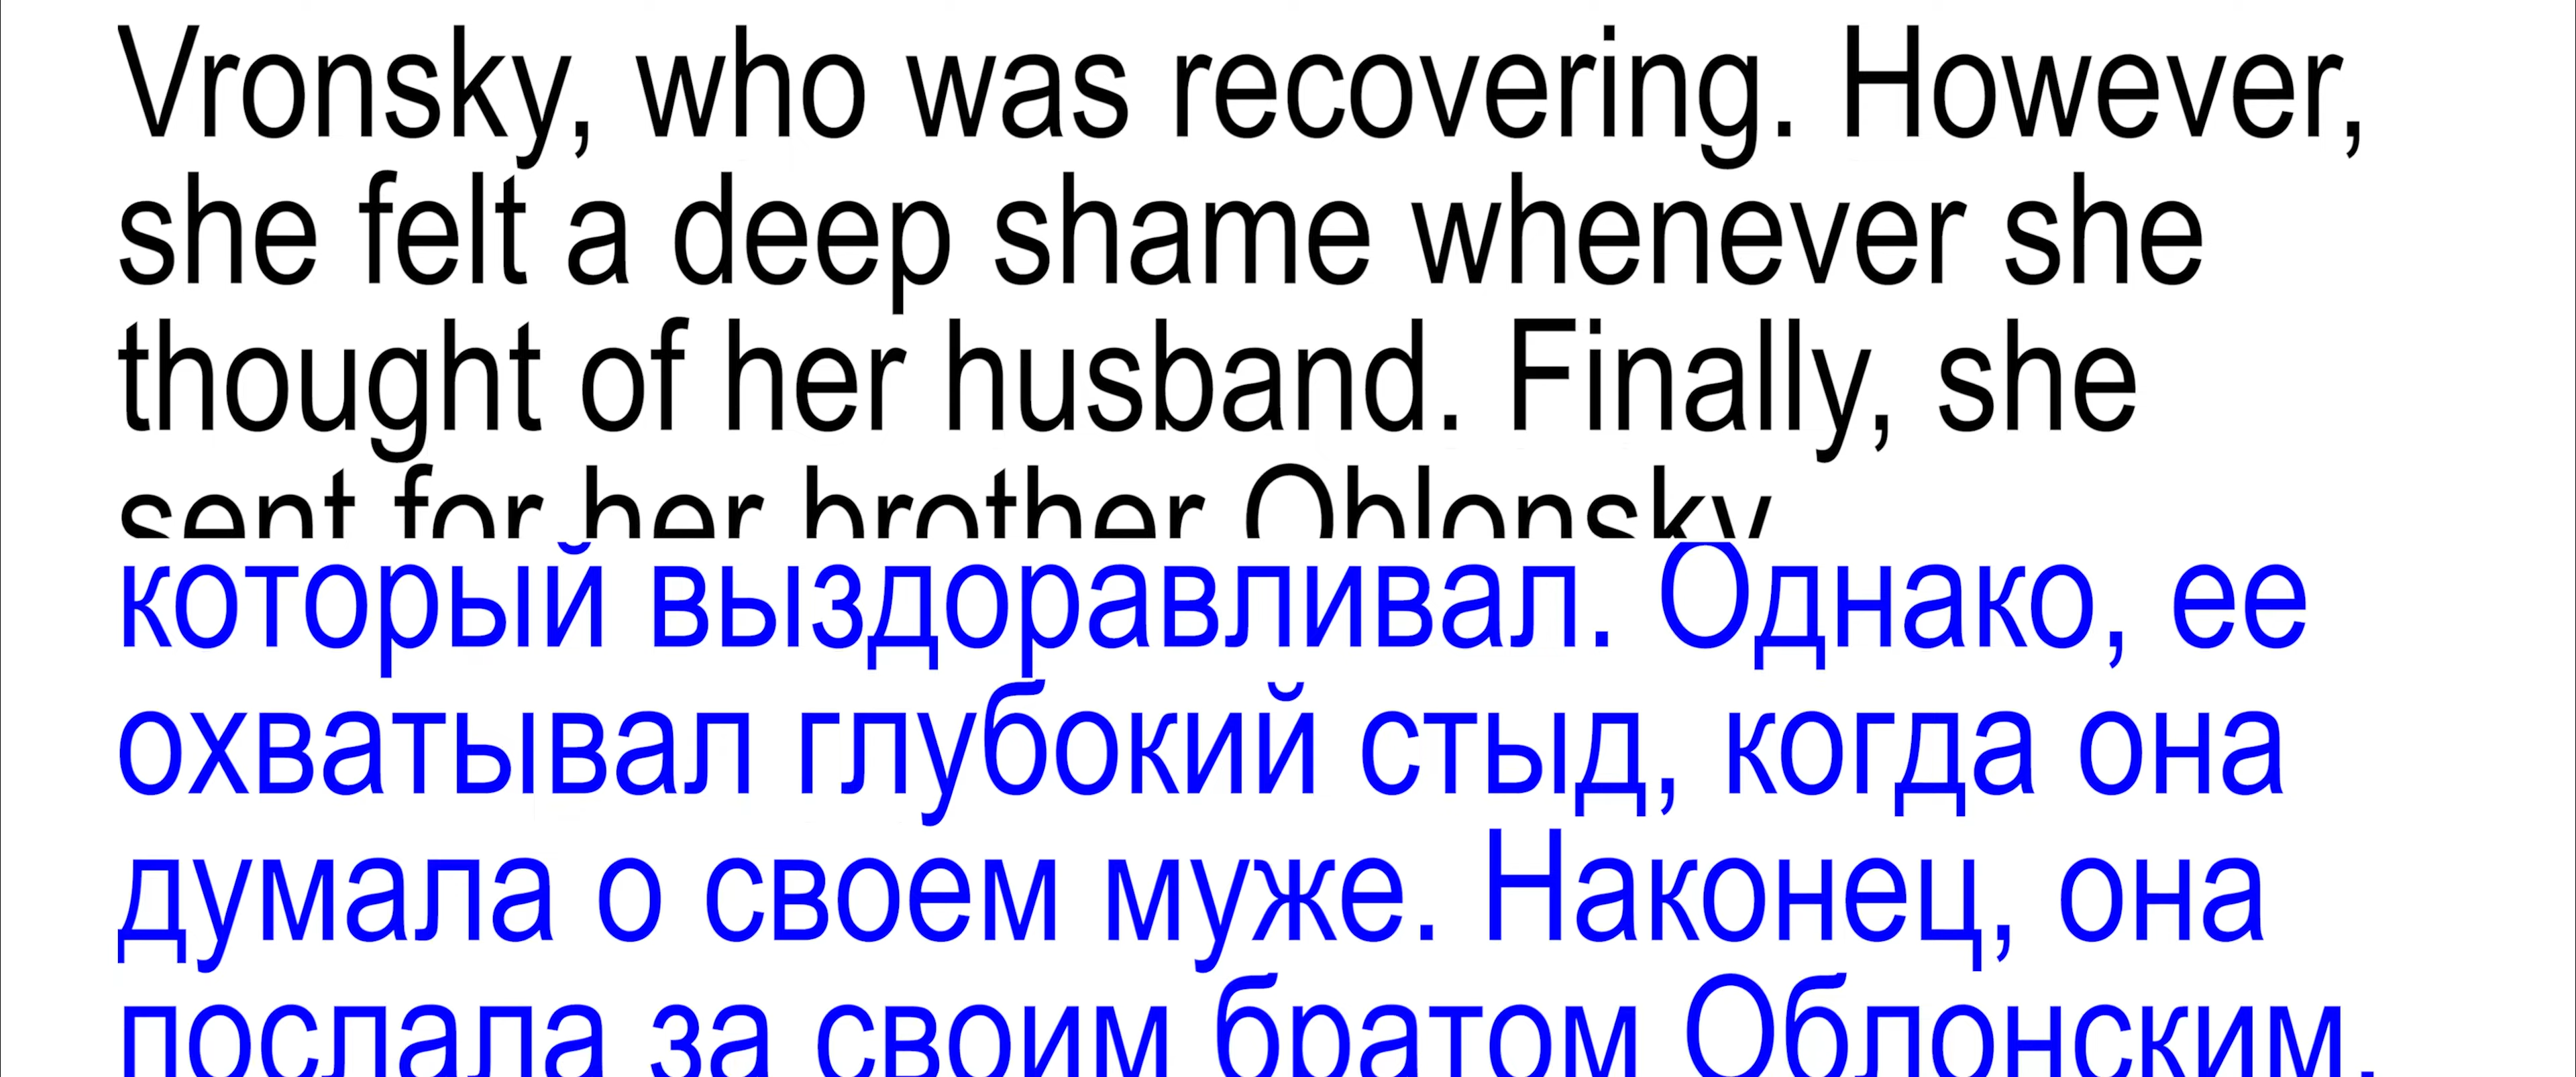 Vronsky, who was recovering. However,
she felt a deep shame whenever she
thought of her husband. Finally, she
sent for her brother Oblonsky
который выздоравливал. Однако, ее
охватывал глубокий стыд, когда она
думала о своем муже. Наконец, она
послала за своим братом Облонским.